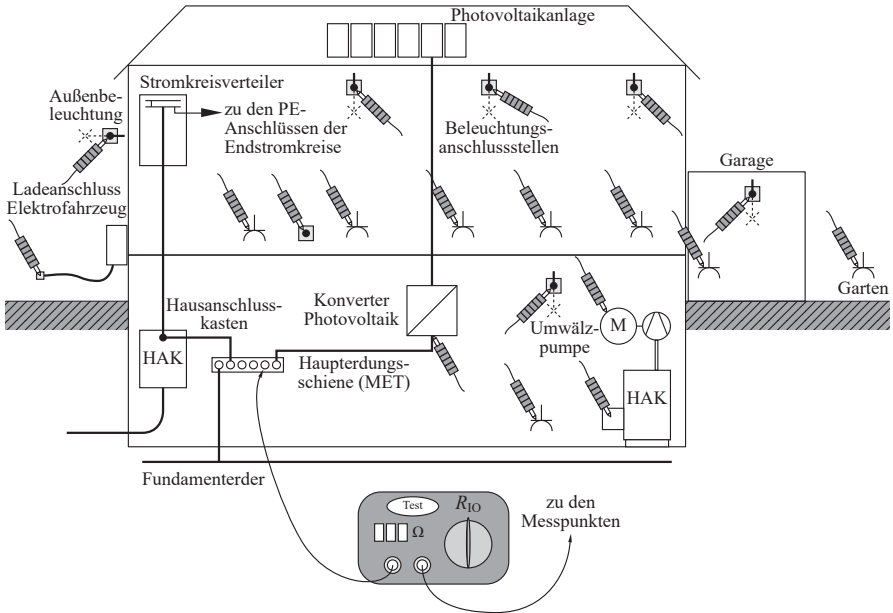 Photovoltaikanlage
Stromkreisverteiler
Außenbe-
leuchtung
zu den PE-
Anschlüssen der
Endstromkreise
Beleuchtungs-
anschlussstellen
Garage
Ladeanschluss
Elektrofahrzeug
Garten
Hausanschluss-
kasten
Konverter
Photovoltaik
Umwälz-
pumpe
M
HAK
Haupterdungs-
schiene (MET)
HAK
Fundamenterder
Test
RIO
Ω
zu den
Messpunkten